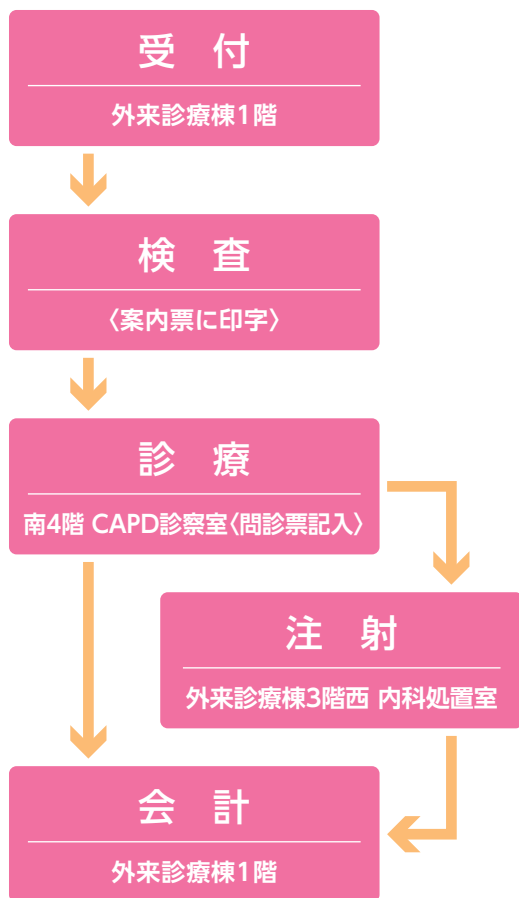 受　付
外来診療棟1階
検　査
〈案内票に印字〉
診　療
南4階 CAPD診察室〈問診票記入〉
注　射
外来診療棟3階西 内科処置室
会　計
外来診療棟1階